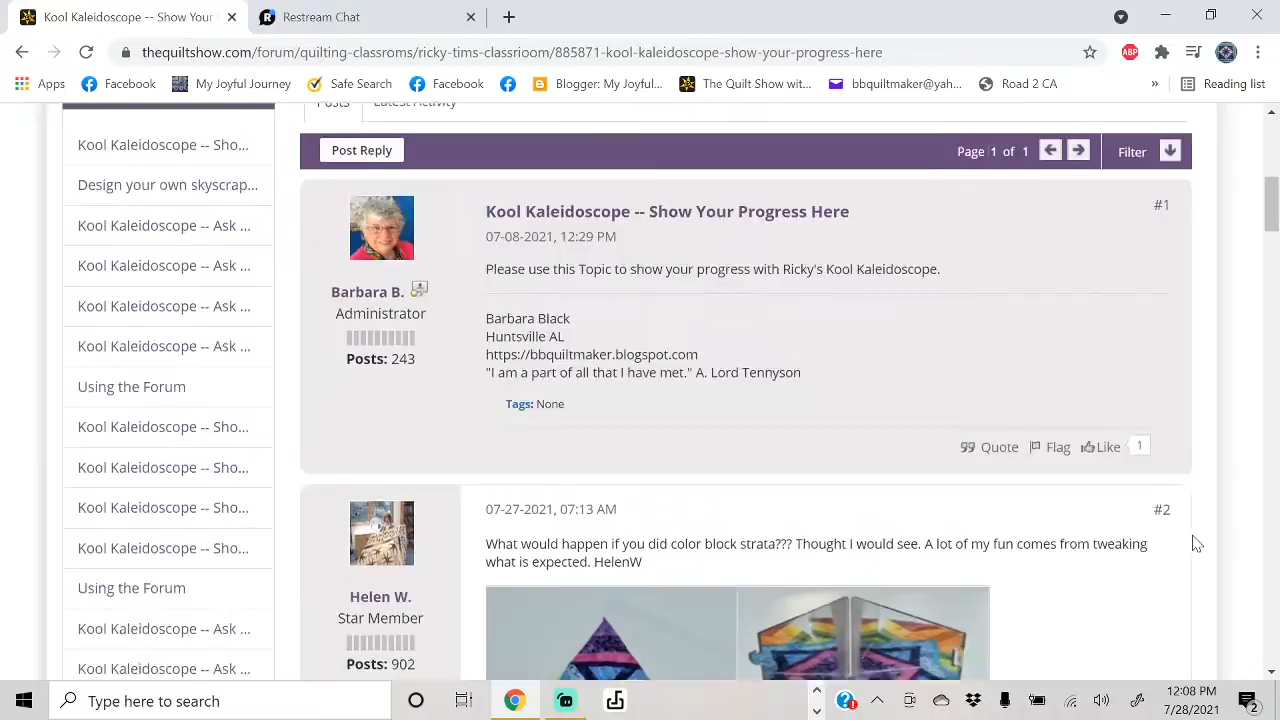 Kool Kaleidoscope -- Show Your
Restream Chat
thequiltshow.com/forum/quilting-classroms/ricky-tims-classrioom/885871-kool-kaleidoscope-show-your-progress-here
ABP
Apps
Facebook
My Joyful Journey
Safe Search
Facebook
Blogger: My Joyful...
The Quilt Show wit...
bbquiltmaker@yah...
Road 2 CA
»
Reading list
Posts
Latest Activity
Kool Kaleidoscope -- Sho...
Design your own skyscrap...
Kool Kaleidoscope -- Ask ...
Kool Kaleidoscope -- Ask ...
Kool Kaleidoscope -- Ask ...
Kool Kaleidoscope -- Ask ...
Using the Forum
Kool Kaleidoscope -- Sho...
Kool Kaleidoscope -- Sho...
Kool Kaleidoscope -- Sho...
Kool Kaleidoscope -- Sho...
Using the Forum
Kool Kaleidoscope -- Ask ...
Kool Kaleidoscope -- Ask ...
Post Reply
Page 1 of 1
Filter
Kool Kaleidoscope -- Show Your Progress Here
#1
07-08-2021, 12:29 PM
Please use this Topic to show your progress with Ricky's Kool Kaleidoscope.
Barbara B.
Administrator
Posts: 243
Barbara Black
Huntsville AL
https://bbquiltmaker.blogspot.com
"I am a part of all that I have met." A. Lord Tennyson
Tags: None
Quote
Flag
Like
1
07-27-2021, 07:13 AM
#2
What would happen if you did color block strata??? Thought I would see. A lot of my fun comes from tweaking
what is expected. HelenW
Helen W.
Star Member
Posts: 902
Type here to search
12:08 PM
7/28/2021
2